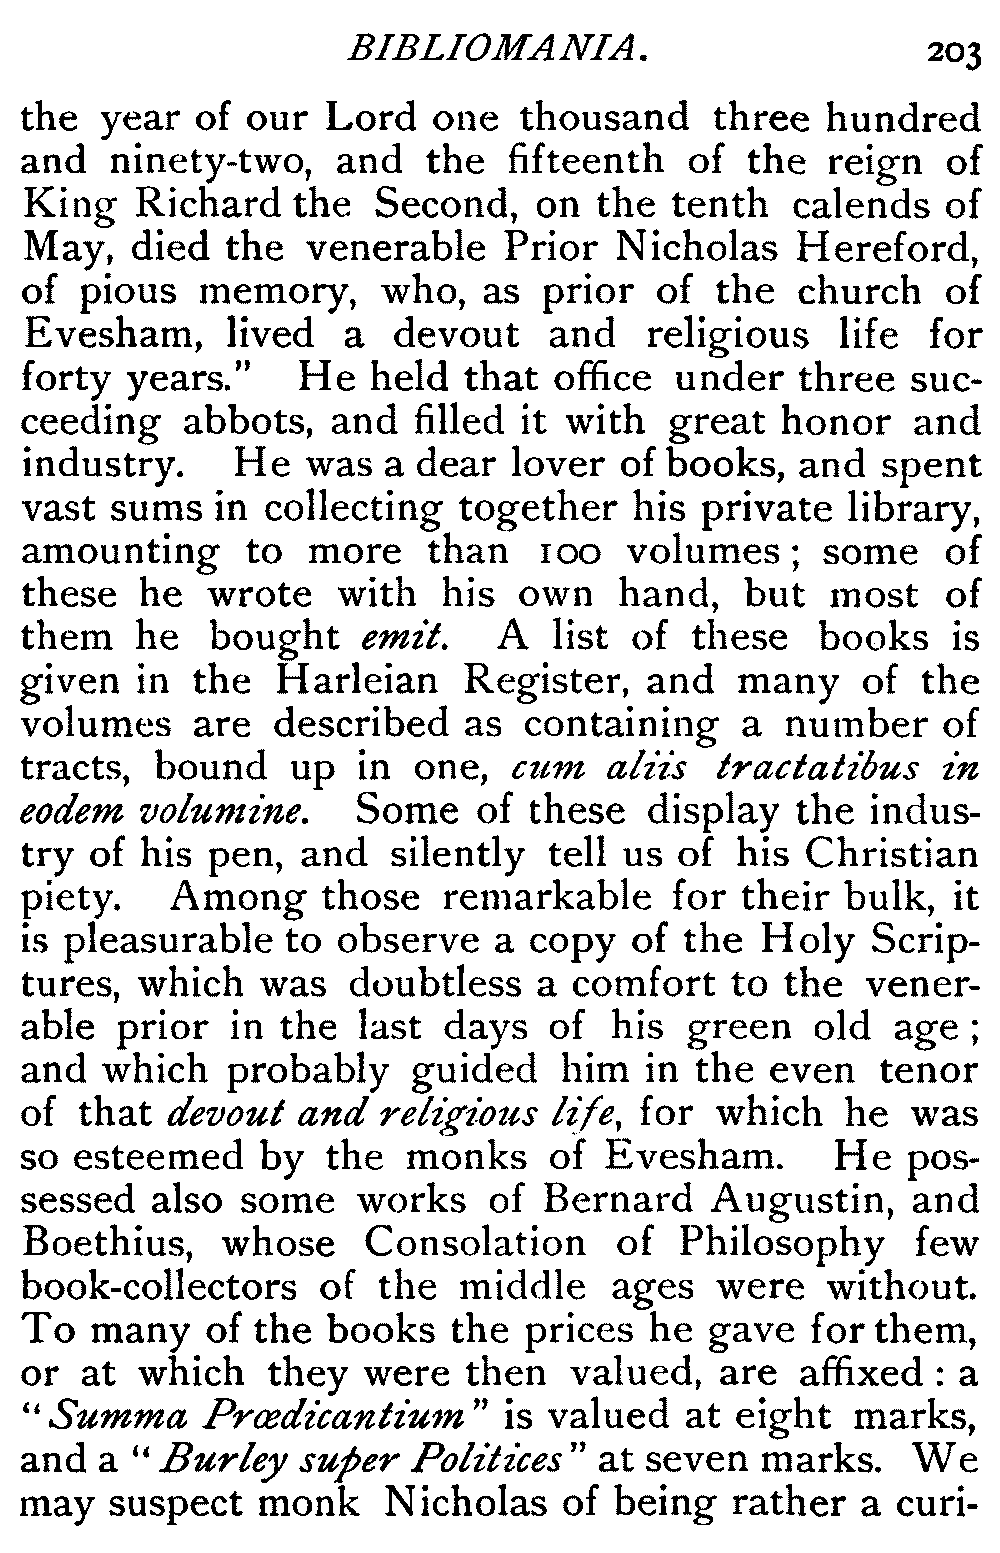 BIBLIOMANIA. 203
the year of our Lord one thousand three hundred
and ninety-two, and the fifteenth of the reign of
King Richard the Second, on the tenth calends of
May, died the venerable Prior Nicholas Hereford,
of pious memory, who, as prior of the church of
Evesham, lived a devout and religious life for
forty years." He held that office under three suc-
ceeding abbots, and filled it with great honor and
industry. He was a dear lover of books, and spent
vast sums in collecting together his private library,
amounting to more than 100 volumes; some of
these he wrote with his own hand, but most of
them he bought emit. A list of these books is
given in the Harleian Register, and many of the
volumes are described as containing a number of
tracts, bound up in one, cum aliis tractatibus in
eodem volumine. Some of these display the indus-
try of his pen, and silently tell us of his Christian
piety. Among those remarkable for their bulk, it
is pleasurable to observe a copy of the Holy Scrip-
tures, which was doubtless a comfort to the vener-
able prior in the last days of his green old age;
and which probably guided him in the even tenor
of that devout and religious life, for which he was
so esteemed by the monks of Evesham. He pos-
sessed also some works of Bernard Augustin, and
Boethius, whose Consolation of Philosophy few
book-collectors of the middle ages were without.
To many of the books the prices he gave for them,
or at which they were then valued, are affixed: a
"Summa Prœdicantium" is valued at eight marks,
and a "Burley super Politices" at seven marks. We
may suspect monk Nicholas of being rather a curi-